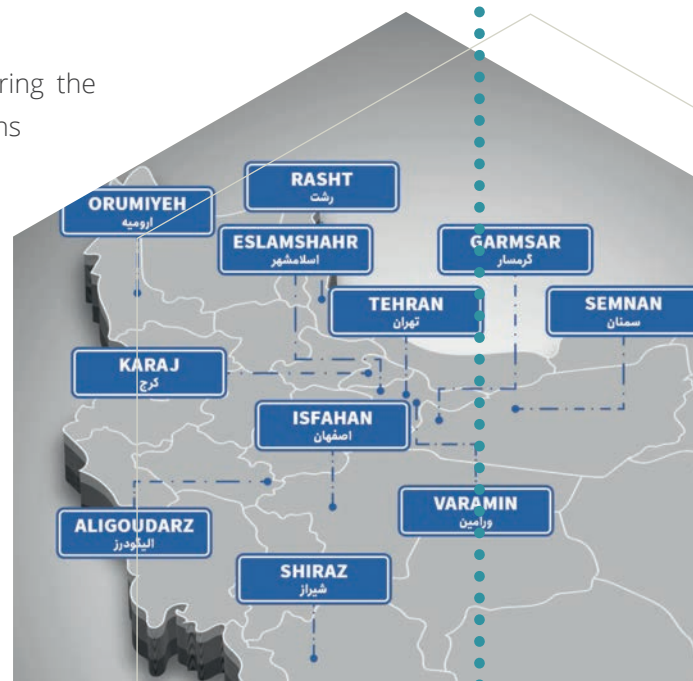 ring the
ns
RASHT
رشت
ORUMIYEH
ارومیه
ESLAMSHAHR
اسلامشهر
GARMSAR
گرمسار
TEHRAN
تهران
SEMNAN
سمنان
KARAJ
کرج
ISFAHAN
اصفهان
VARAMIN
ورامین
ALIGOUDARZ
الیگودرز
SHIRAZ
شیراز